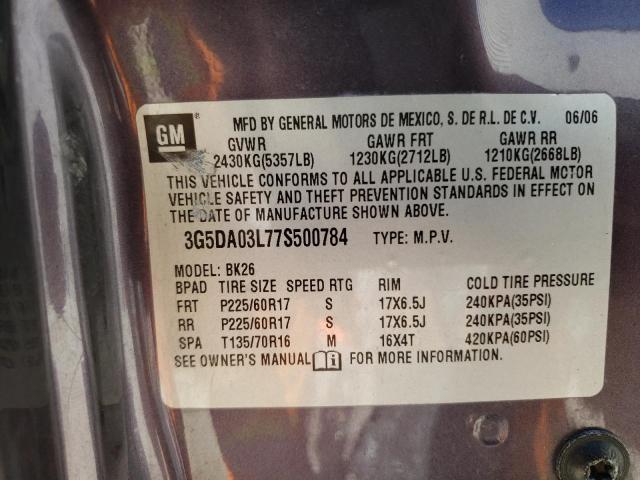 GM ®
MFD BY GENERAL MOTORS DE MEXICO, S. DE R.L. DE C.V. 06/06
GVWR GAWR FRT GAWR RR
2430KG(5357LB) 1230KG(2712LB) 1210KG(2668LB)
THIS VEHICLE CONFORMS TO ALL APPLICABLE U.S. FEDERAL MOTOR
VEHICLE SAFETY AND THEFT PREVENTION STANDARDS IN EFFECT ON
THE DATE OF MANUFACTURE SHOWN ABOVE.
3G5DA03L77S500784 TYPE: M.P.V.
MODEL: BK26
BPAD TIRE SIZE SPEED RTG RIM COLD TIRE PRESSURE
FRT P225/60R17 S 17X6.5J 240KPA(35PSI)
RR P225/60R17 S 17X6.5J 240KPA(35PSI)
SPA T135/70R16 M 16X4T 420KPA(60PSI)
SEE OWNER'S MANUAL i FOR MORE INFORMATION.